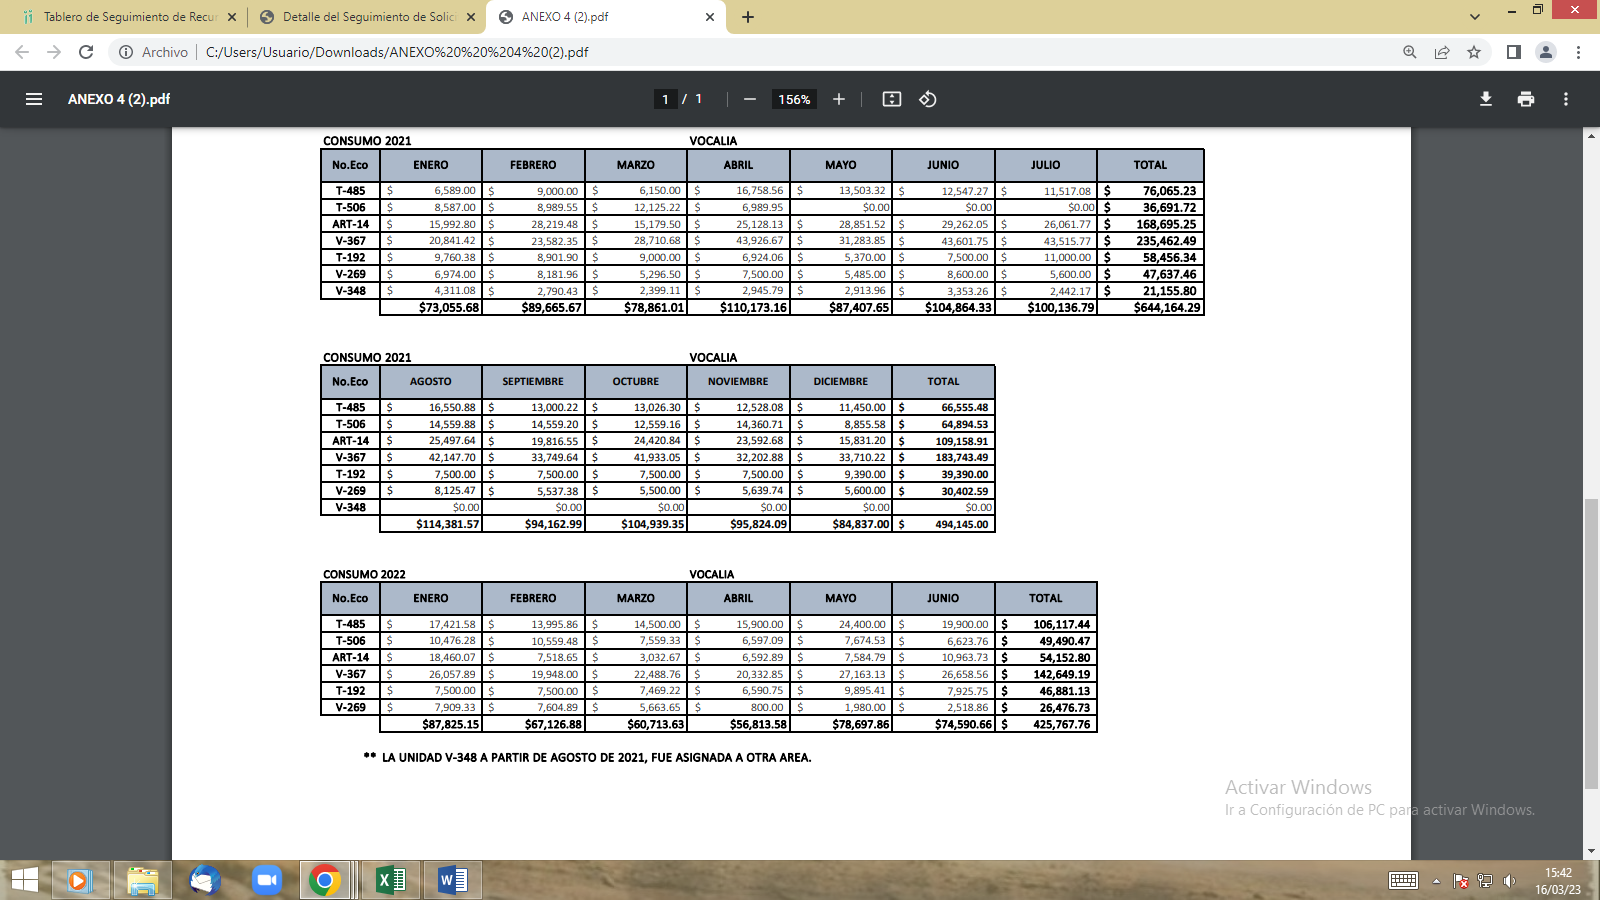 Tablero de Seguimiento de Recur
Detalle del Seguimiento de Solici
ANEXO 4 (2).pdf
Archivo C:/Users/Usuario/Downloads/ANEXO%20%20%204%20(2).pdf
ANEXO 4 (2).pdf 1 / 1 156%
CONSUMO 2021 VOCALIA
No.Eco ENERO FEBRERO MARZO ABRIL MAYO JUNIO JULIO TOTAL
T-485 $ 6,589.00 $ 9,000.00 $ 6,150.00 $ 16,758.56 $ 13,503.32 $ 12,547.27 $ 11,517.08 $ 76,065.23
T-506 $ 8,587.00 $ 8,989.55 $ 12,125.22 $ 6,989.95 $0.00 $0.00 $0.00 $ 36,691.72
ART-14 $ 15,992.80 $ 28,219.48 $ 15,179.50 $ 25,128.13 $ 28,851.52 $ 29,262.05 $ 26,061.77 $ 168,695.25
V-367 $ 20,841.42 $ 23,582.35 $ 28,710.68 $ 43,926.67 $ 31,283.85 $ 43,601.75 $ 43,515.77 $ 235,462.49
T-192 $ 9,760.38 $ 8,901.90 $ 9,000.00 $ 6,924.06 $ 5,370.00 $ 7,500.00 $ 11,000.00 $ 58,456.34
V-269 $ 6,974.00 $ 8,181.96 $ 5,296.50 $ 7,500.00 $ 5,485.00 $ 8,600.00 $ 5,600.00 $ 47,637.46
V-348 $ 4,311.08 $ 2,790.43 $ 2,399.11 $ 2,945.79 $ 2,913.96 $ 3,353.26 $ 2,442.17 $ 21,155.80
$73,055.68 $89,665.67 $78,861.01 $110,173.16 $87,407.65 $104,864.33 $100,136.79 $644,164.29
CONSUMO 2021 VOCALIA
No.Eco AGOSTO SEPTIEMBRE OCTUBRE NOVIEMBRE DICIEMBRE TOTAL
T-485 $ 16,550.88 $ 13,000.22 $ 13,026.30 $ 12,528.08 $ 11,450.00 $ 66,555.48
T-506 $ 14,559.88 $ 14,559.20 $ 12,559.16 $ 14,360.71 $ 8,855.58 $ 64,894.53
ART-14 $ 25,497.64 $ 19,816.55 $ 24,420.84 $ 23,592.68 $ 15,831.20 $ 109,158.91
V-367 $ 42,147.70 $ 33,749.64 $ 41,933.05 $ 32,202.88 $ 33,710.22 $ 183,743.49
T-192 $ 7,500.00 $ 7,500.00 $ 7,500.00 $ 7,500.00 $ 9,390.00 $ 39,390.00
V-269 $ 8,125.47 $ 5,537.38 $ 5,500.00 $ 5,639.74 $ 5,600.00 $ 30,402.59
V-348 $0.00 $0.00 $0.00 $0.00 $0.00 $0.00
$114,381.57 $94,162.99 $104,939.35 $95,824.09 $84,837.00 $ 494,145.00
CONSUMO 2022 VOCALIA
No.Eco ENERO FEBRERO MARZO ABRIL MAYO JUNIO TOTAL
T-485 $ 17,421.58 $ 13,995.86 $ 14,500.00 $ 15,900.00 $ 24,400.00 $ 19,900.00 $ 106,117.44
T-506 $ 10,476.28 $ 10,559.48 $ 7,559.33 $ 6,597.09 $ 7,674.53 $ 6,623.76 $ 49,490.47
ART-14 $ 18,460.07 $ 7,518.65 $ 3,032.67 $ 6,592.89 $ 7,584.79 $ 10,963.73 $ 54,152.80
V-367 $ 26,057.89 $ 19,948.00 $ 22,488.76 $ 20,332.85 $ 27,163.13 $ 26,658.56 $ 142,649.19
T-192 $ 7,500.00 $ 7,500.00 $ 7,469.22 $ 6,590.75 $ 9,895.41 $ 7,925.75 $ 46,881.13
V-269 $ 7,909.33 $ 7,604.89 $ 5,663.65 $ 800.00 $ 1,980.00 $ 2,518.86 $ 26,476.73
$87,825.15 $67,126.88 $60,713.63 $56,813.58 $78,697.86 $74,590.66 $ 425,767.76
** LA UNIDAD V-348 A PARTIR DE AGOSTO DE 2021, FUE ASIGNADA A OTRA AREA.
Activar Windows
Ir a Configuración de PC para activar Windows.
15:42
16/03/23